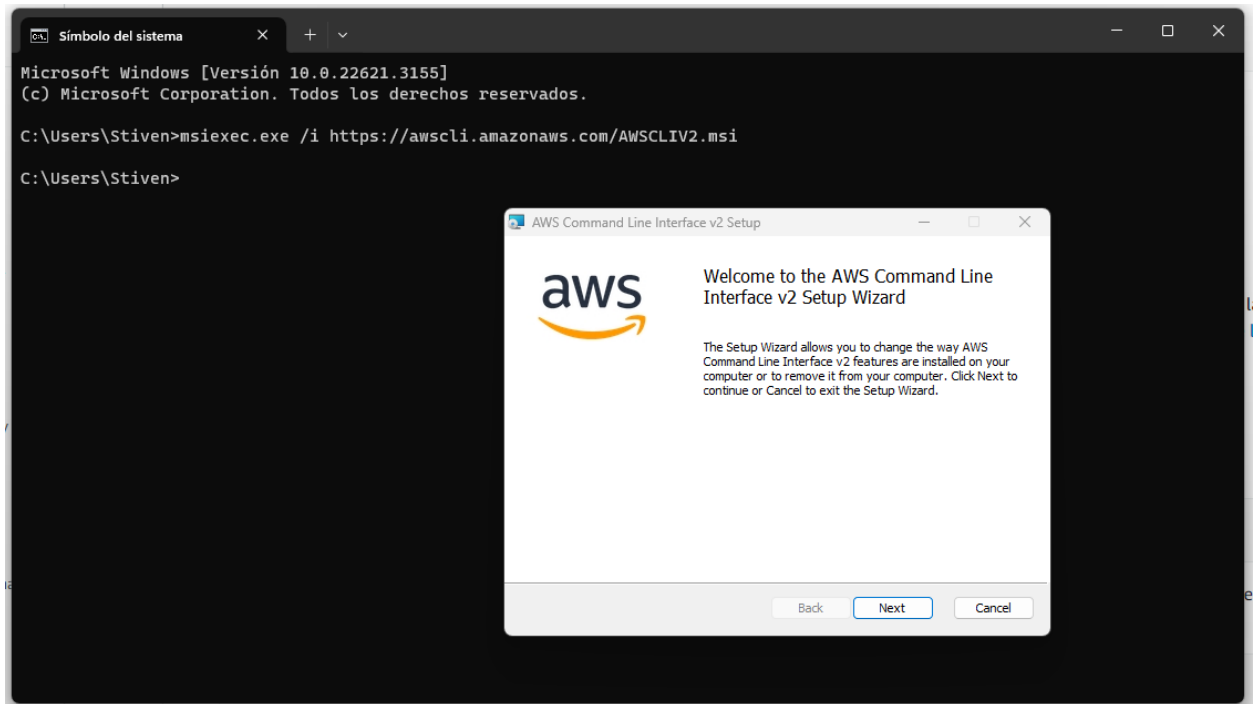 Símbolo del sistema
Microsoft Windows [Versión 10.0.22621.3155]
(c) Microsoft Corporation. Todos los derechos reservados.
C:\Users\Stiven>msiexec.exe /i https://awscli.amazonaws.com/AWSCLIV2.msi
C:\Users\Stiven>
AWS Command Line Interface v2 Setup
aws
Welcome to the AWS Command Line
Interface v2 Setup Wizard
The Setup Wizard allows you to change the way AWS
Command Line Interface v2 features are installed on your
computer or to remove it from your computer. Click Next to
continue or Cancel to exit the Setup Wizard.
Back Next Cancel